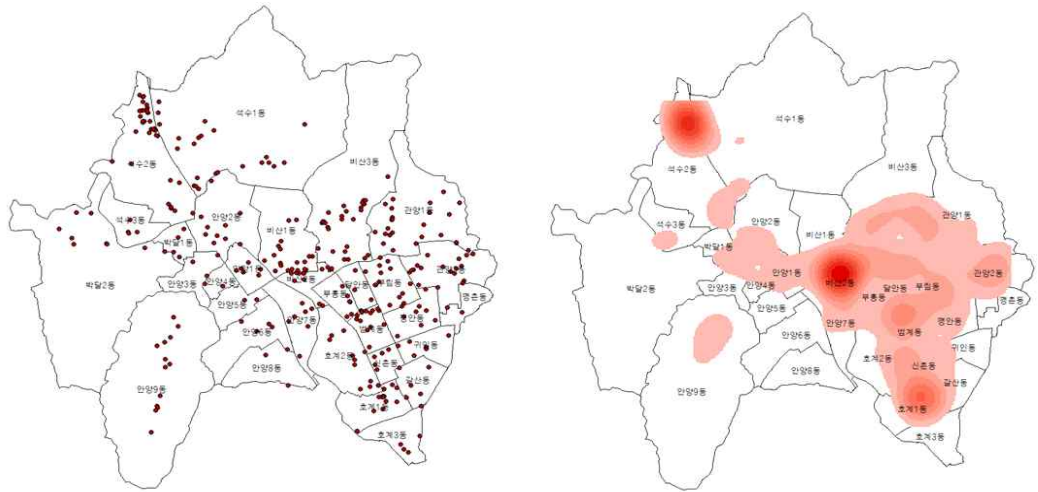 석수1동
석수2동
비산3동
석수3동
안양2동
관양1동
비산1동
박달1동
박달2동
안양3동
안양4동
안양5동
달안동
부림동
평촌동
안양7동
범계동
평안동
안양6동
귀인동
호계2동
신촌동
안양8동
갈산동
안양9동
호계1동
호계3동
석수1동
비산3동
석수2동
관양1동
석수3동
안양2동
비산1동
박달1동
안양1동
비산2동
관양2동
박달2동
안양3동
안양4동
달안동
부림동
부흥동
평촌동
안양5동
안양7동
평안동
범계동
안양6동
귀인동
호계2동
신촌동
안양8동
갈산동
안양9동
호계1동
호계3동